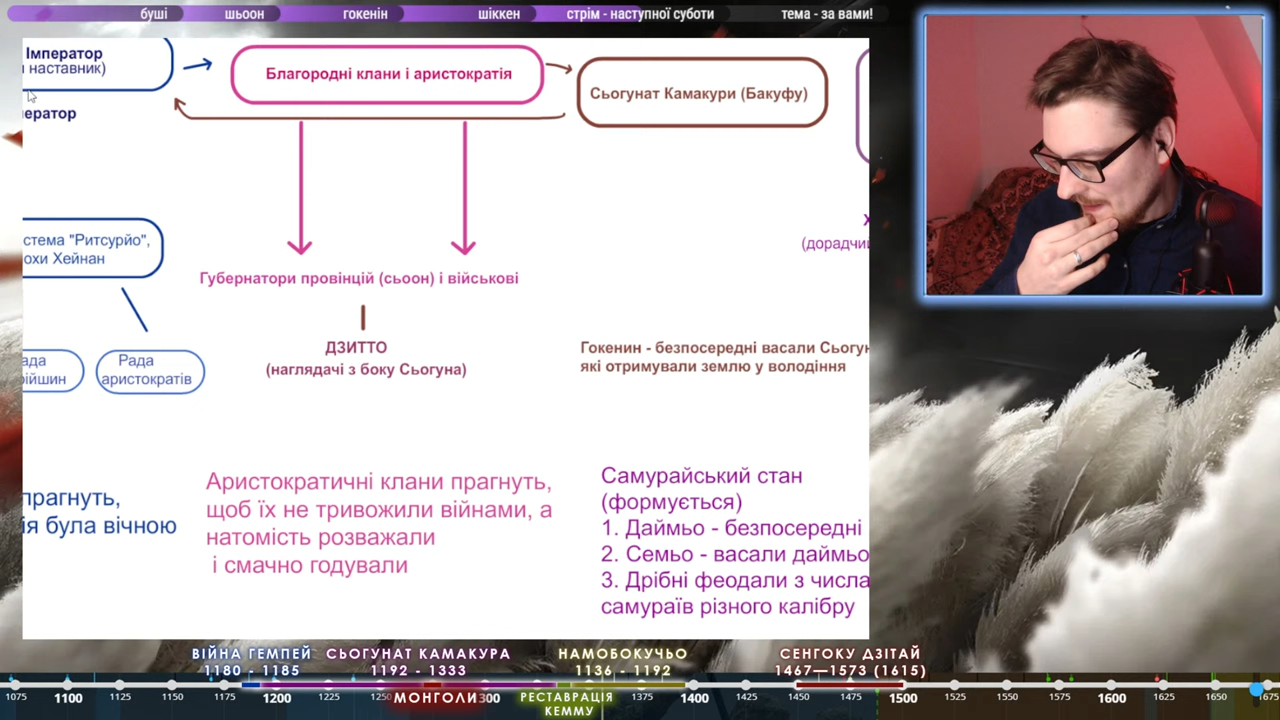 буші шьоон гокенін шіккен стрім - наступної суботи тема - за вами!
Імператор
наставник)
Благородні клани і аристократія
Сьогунат Камакури (Бакуфу)
ератор
стема "Ритсурйо",
охи Хейнан
(дорадчий
Губернатори провінцій (сьоон) і військові
ДЗИТТО
(наглядачі з боку Сьогуна)
Гокенин - безпосередні васали Сьогун
які отримували землю у володіння
ада
рійшин
Рада
аристократів
прагнуть,
ія була вічною
Аристократичні клани прагнуть,
щоб їх не тривожили війнами, а
натомість розважали
і смачно годували
Самурайський стан
(формується)
1. Даймьо - безпосередні
2. Семьо - васали даймьо
3. Дрібні феодали з числа
самураїв різного калібру
ВІЙНА ГЕМПЕЙ
1180 - 1185
СЬОГУНАТ КАМАКУРА
1192 - 1333
НАМОБОКУЧЬО
1136 - 1192
СЕНГОКУ ДЗІТАЙ
1467—1573 (1615)
1075 1100 1125 1150 1175 1200 1225 1250 МОНГОЛИ 300 РЕСТАВРАЦІЯ 1375 1400 1425 1450 1475 1500 1525 1550 1575 1600 1625 1650 1675
КЕММУ